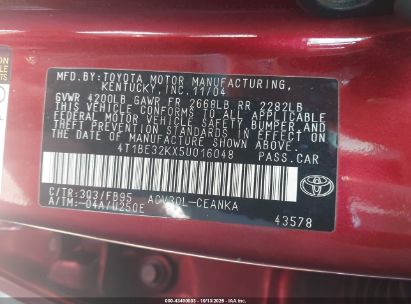 MFD.BY: TOYOTA MOTOR MANUFACTURING,
KENTUCKY, INC. 11/04
GVWR 4200LB GAWR FR 2668LB RR 2282LB
THIS VEHICLE CONFORMS TO ALL APPLICABLE
FEDERAL MOTOR VEHICLE SAFETY, BUMPER, AND
THEFT PREVENTION STANDARDS IN EFFECT ON
THE DATE OF MANUFACTURE SHOWN ABOVE.
4T1BE32KX5U016048 PASS.CAR
C/TR: 303/FB95 ACV30L-CEANKA
A/TM: -04A/U250E
TOYOTA
43578